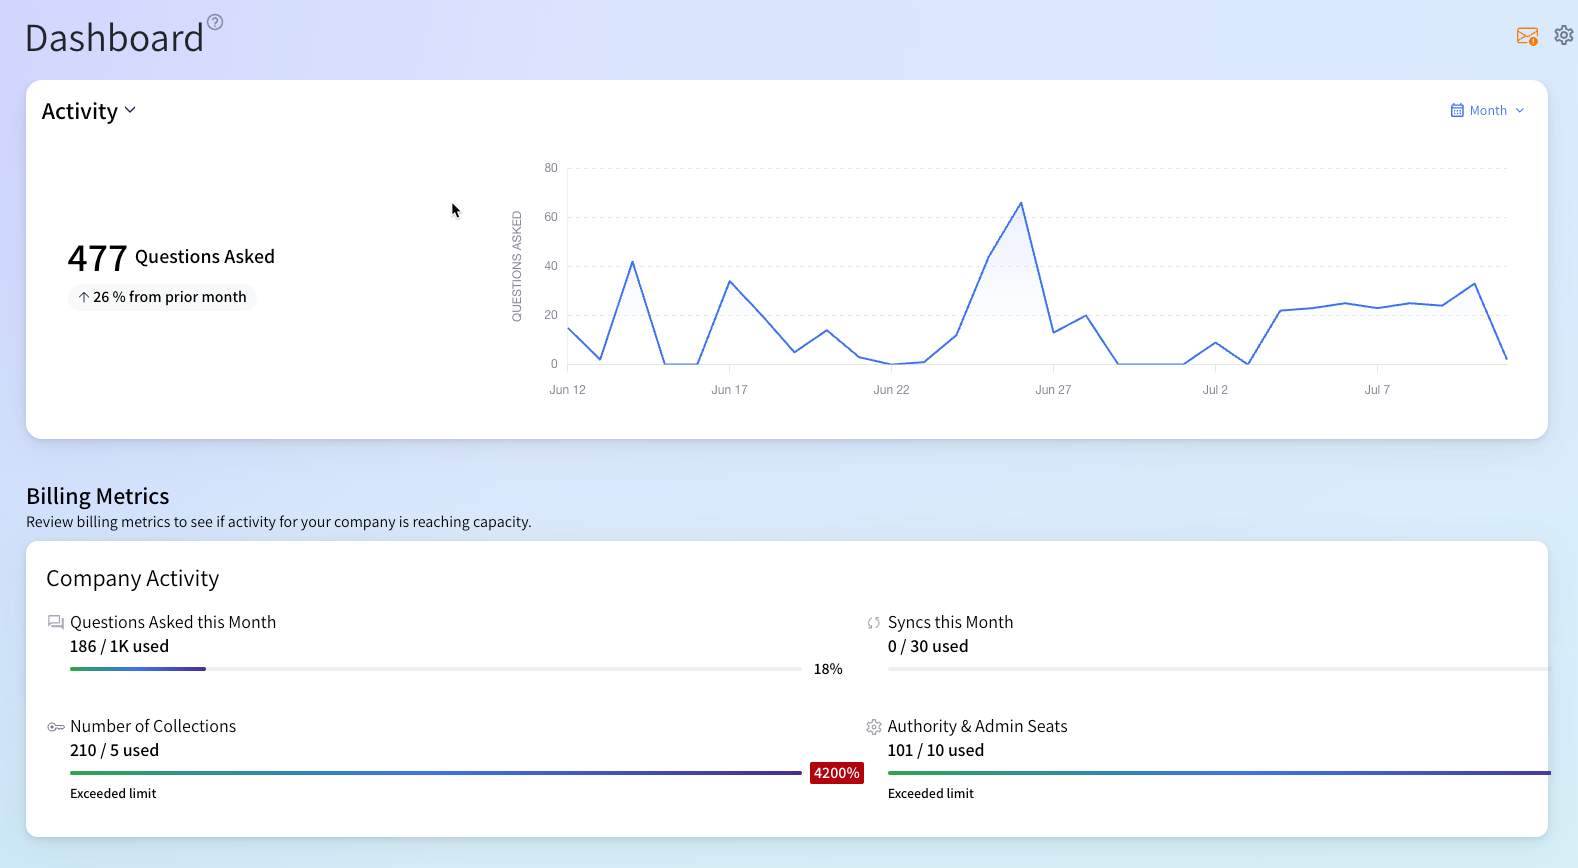 Dashboard
Activity
Month
477 Questions Asked
↑ 26 % from prior month
QUESTIONS ASKED
80
60
40
20
0
Jun 12 Jun 17 Jun 22 Jun 27 Jul 2 Jul 7
Billing Metrics
Review billing metrics to see if activity for your company is reaching capacity.
Company Activity
Questions Asked this Month
186 / 1K used
18%
Syncs this Month
0 / 30 used
Number of Collections
210 / 5 used
4200%
Exceeded limit
Authority & Admin Seats
101 / 10 used
Exceeded limit